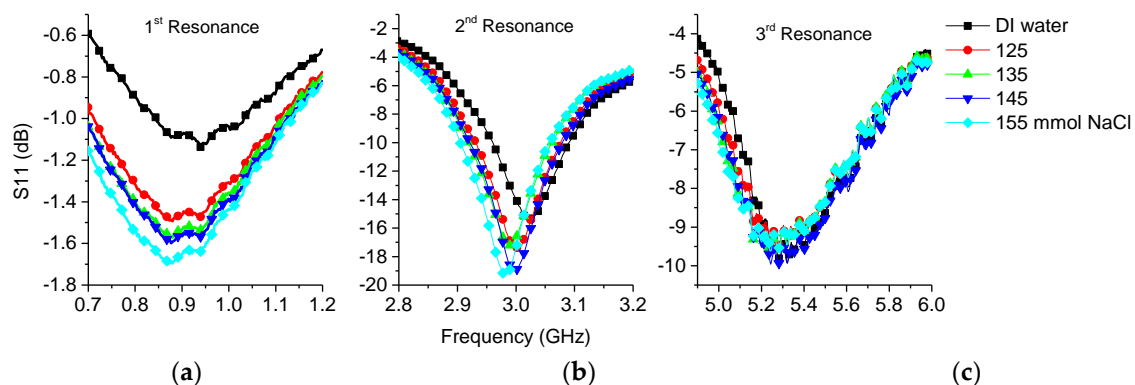 1st Resonance
2nd Resonance
3rd Resonance
DI water
125
135
145
155 mmol NaCl
S11 (dB)
-0.6
-0.8
-1.0
-1.2
-1.4
-1.6
-1.8
0.7 0.8 0.9 1.0 1.1 1.2
-2
-4
-6
-8
-10
-12
-14
-16
-18
-20
2.8 2.9 3.0 3.1 3.2
-4
-5
-6
-7
-8
-9
-10
5.0 5.2 5.4 5.6 5.8 6.0
Frequency (GHz)
(a) (b) (c)